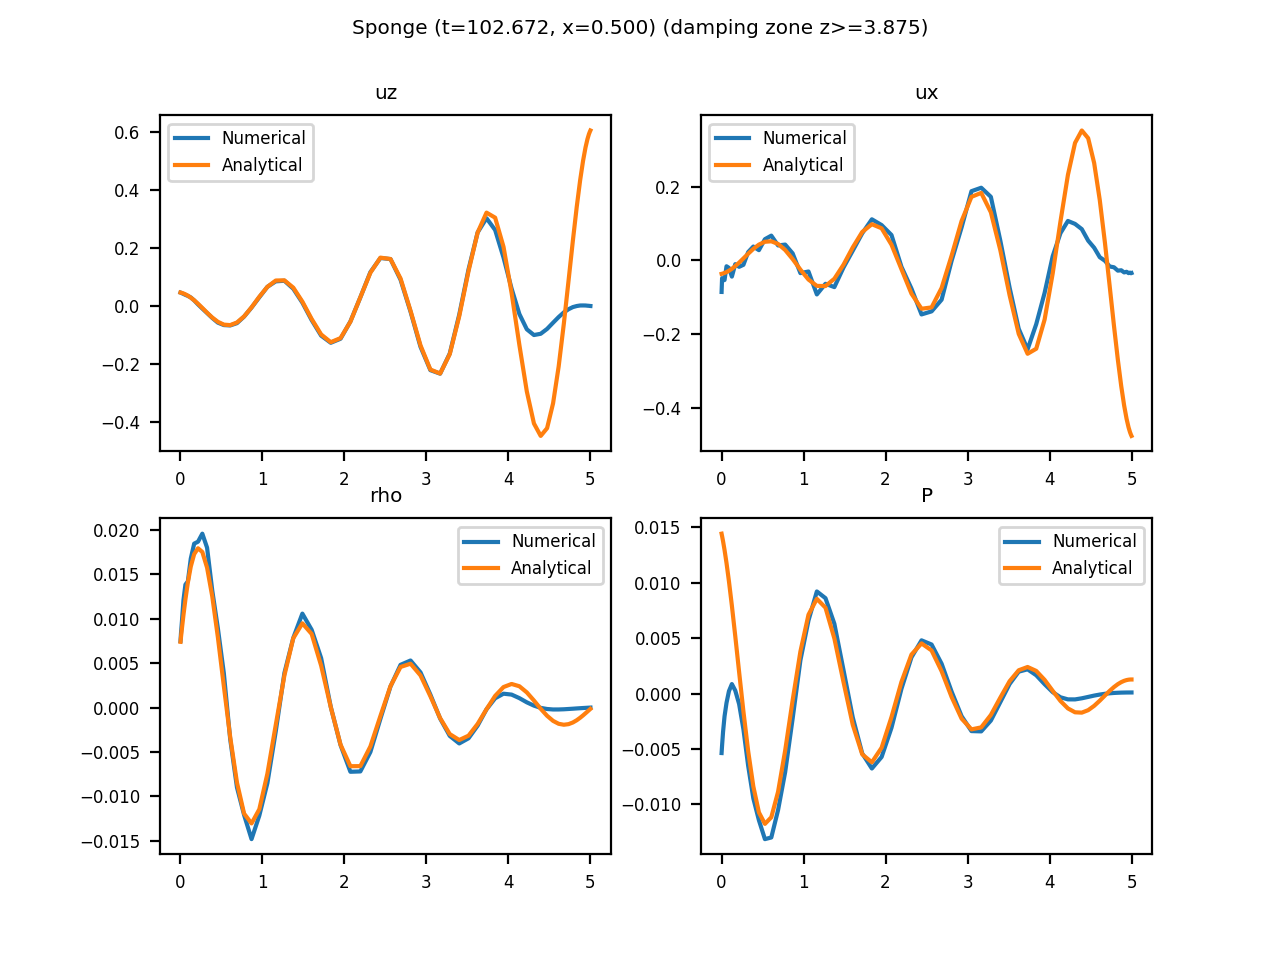 Sponge (t=102.672, x=0.500) (damping zone z>=3.875)
uz
Numerical
Analytical
0.6
0.4
0.2
0.0
−0.2
−0.4
0 1 2 3 4 5
ux
Numerical
Analytical
0.2
0.0
−0.2
−0.4
0 1 2 3 4 5
rho
Numerical
Analytical
0.020
0.015
0.010
0.005
0.000
−0.005
−0.010
−0.015
0 1 2 3 4 5
P
Numerical
Analytical
0.015
0.010
0.005
0.000
−0.005
−0.010
0 1 2 3 4 5